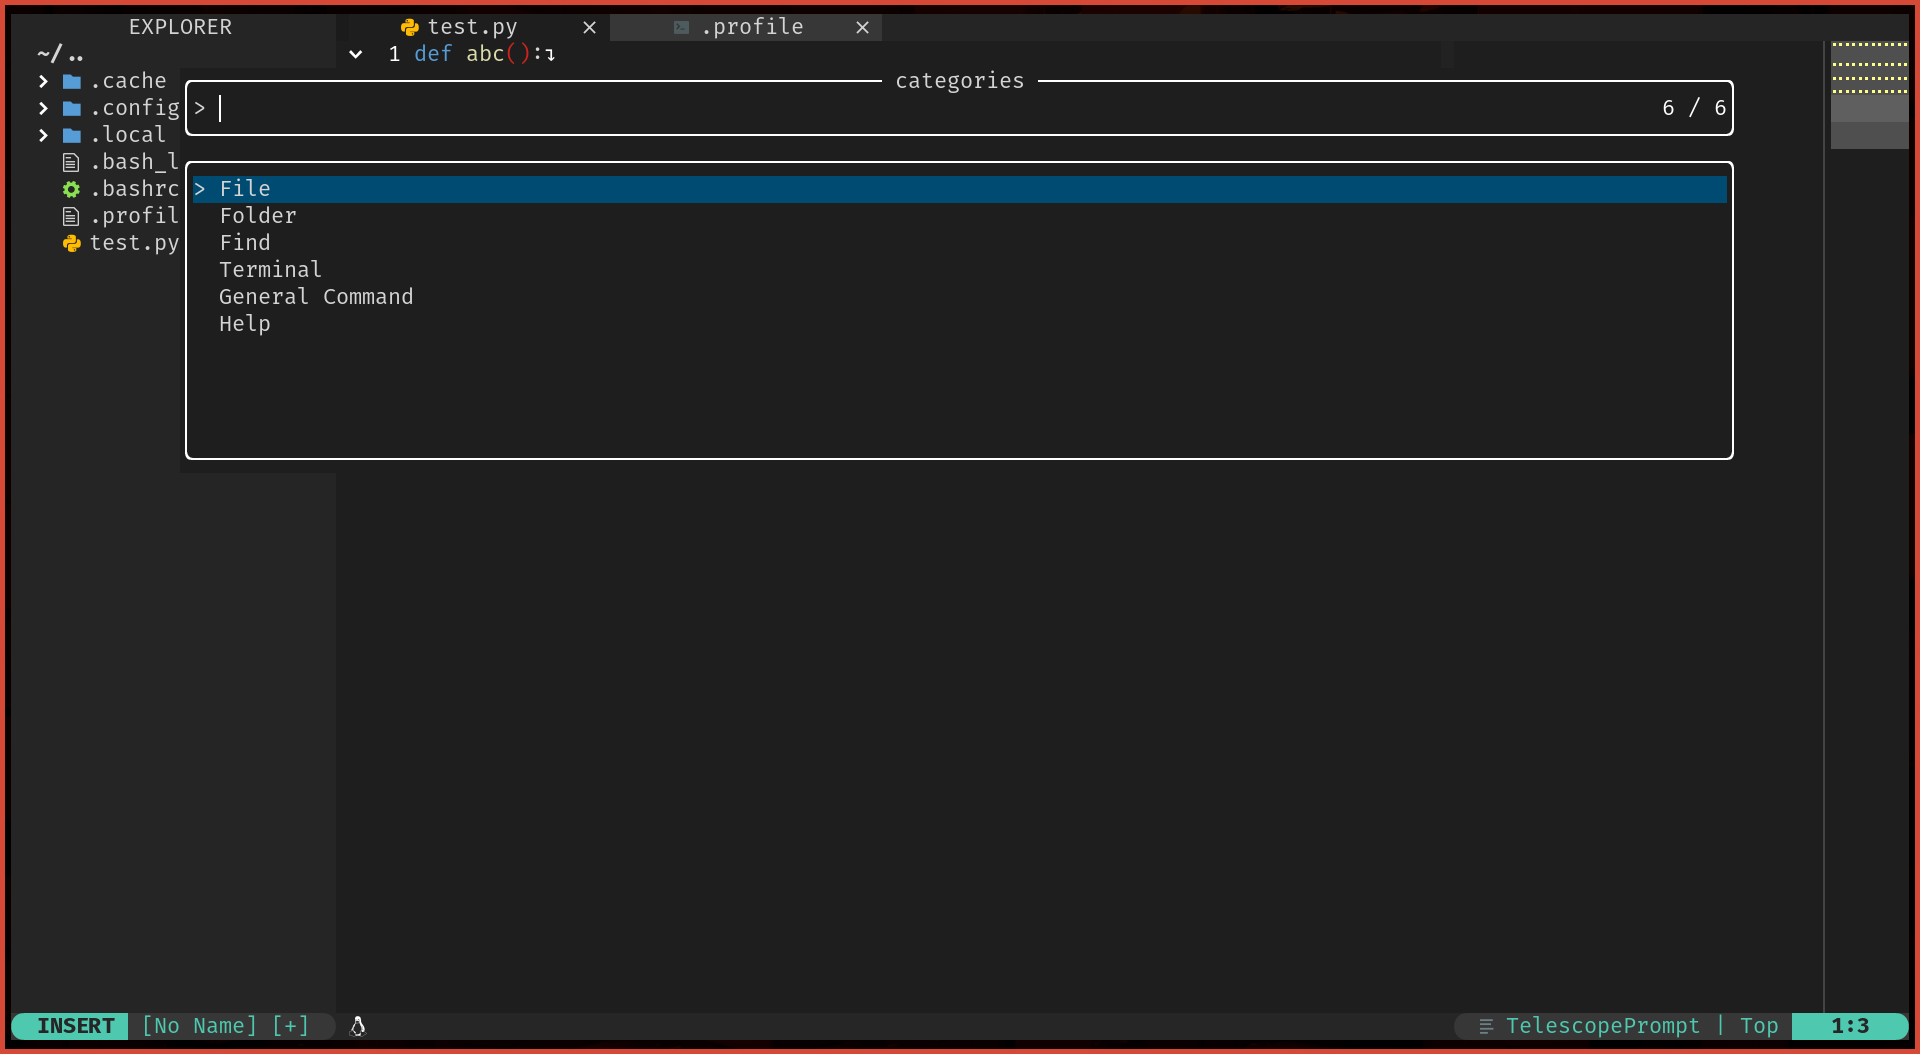 EXPLORER
test.py × .profile ×
~/..
1 def abc():
.cache
.config
.local
.bash_l
.bashrc
.profil
test.py
categories
> 6 / 6
> File
Folder
Find
Terminal
General Command
Help
INSERT [No Name] [+]
TelescopePrompt | Top 1:3